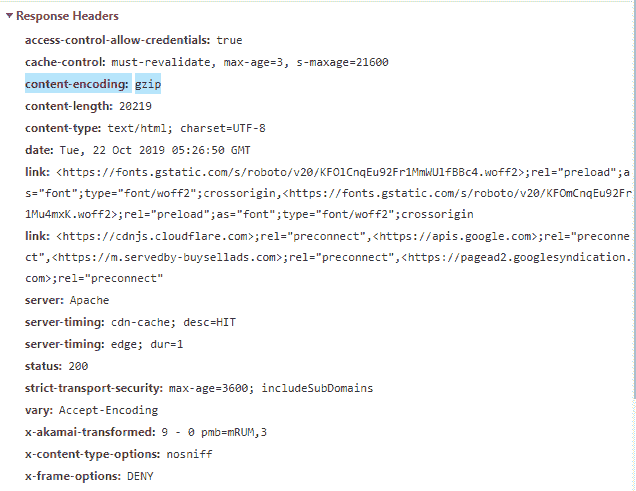 Response Headers
access-control-allow-credentials: true
cache-control: must-revalidate, max-age=3, s-maxage=21600
content-encoding: gzip
content-length: 20219
content-type: text/html; charset=UTF-8
date: Tue, 22 Oct 2019 05:26:50 GMT
link: <https://fonts.gstatic.com/s/roboto/v20/KFOlCnqEu92Fr1MmWUlfBBc4.woff2>;rel="preload";a
s="font";type="font/woff2";crossorigin,<https://fonts.gstatic.com/s/roboto/v20/KFOmCnqEu92Fr
1Mu4mxK.woff2>;rel="preload";as="font";type="font/woff2";crossorigin
link: <https://cdnjs.cloudflare.com>;rel="preconnect",<https://apis.google.com>;rel="preconne
ct",<https://m.servedby-buysellads.com>;rel="preconnect",<https://pagead2.googlesyndication.
com>;rel="preconnect"
server: Apache
server-timing: cdn-cache; desc=HIT
server-timing: edge; dur=1
status: 200
strict-transport-security: max-age=3600; includeSubDomains
vary: Accept-Encoding
x-akamai-transformed: 9 - 0 pmb=mRUM,3
x-content-type-options: nosniff
x-frame-options: DENY